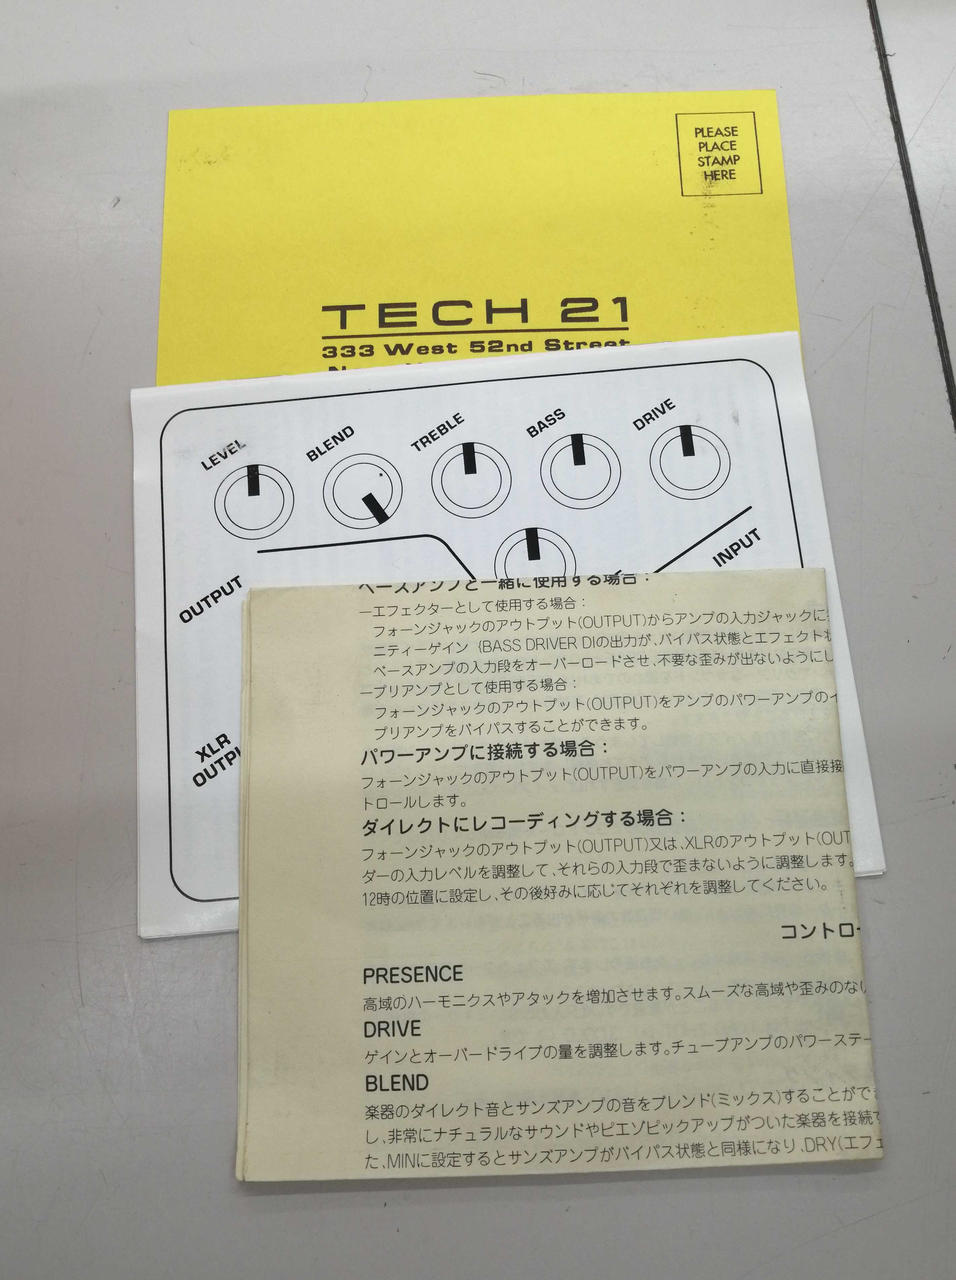 PLEASE
PLACE
STAMP
HERE
TECH 21
333 West 52nd Street
LEVEL
BLEND
TREBLE
BASS
DRIVE
OUTPUT
INPUT
XLR
OUTPU
ベースアンプと一緒に使用する場合：
―エフェクターとして使用する場合：
フォーンジャックのアウトプット(OUTPUT)からアンプの入力ジャックに
ニティーゲイン (BASS DRIVER DIの出力が、バイパス状態とエフェクト状
ベースアンプの入力段をオーバーロードさせ、不要な歪みが出ないようにし
―プリアンプとして使用する場合：
フォーンジャックのアウトプット(OUTPUT)をアンプのパワーアンプのイ
プリアンプをバイパスすることができます。
パワーアンプに接続する場合：
フォーンジャックのアウトプット(OUTPUT)をパワーアンプの入力に直接接
トロールします。
ダイレクトにレコーディングする場合：
フォーンジャックのアウトプット(OUTPUT)又は、XLRのアウトプット(OUT
ダーの入力レベルを調整して、それらの入力段で歪まないように調整します。
12時の位置に設定し、その後好みに応じてそれぞれを調整してください。
コントロー
PRESENCE
高域のハーモニクスやアタックを増加させます。スムーズな高域や歪みのない
DRIVE
ゲインとオーバードライブの量を調整します。チューブアンプのパワーステー
BLEND
楽器のダイレクト音とサンズアンプの音をブレンド(ミックス)することができ
し、非常にナチュラルなサウンドやピエゾピックアップがついた楽器を接続す
た、MINに設定するとサンズアンプがバイパス状態と同様になり、DRY(エフェ